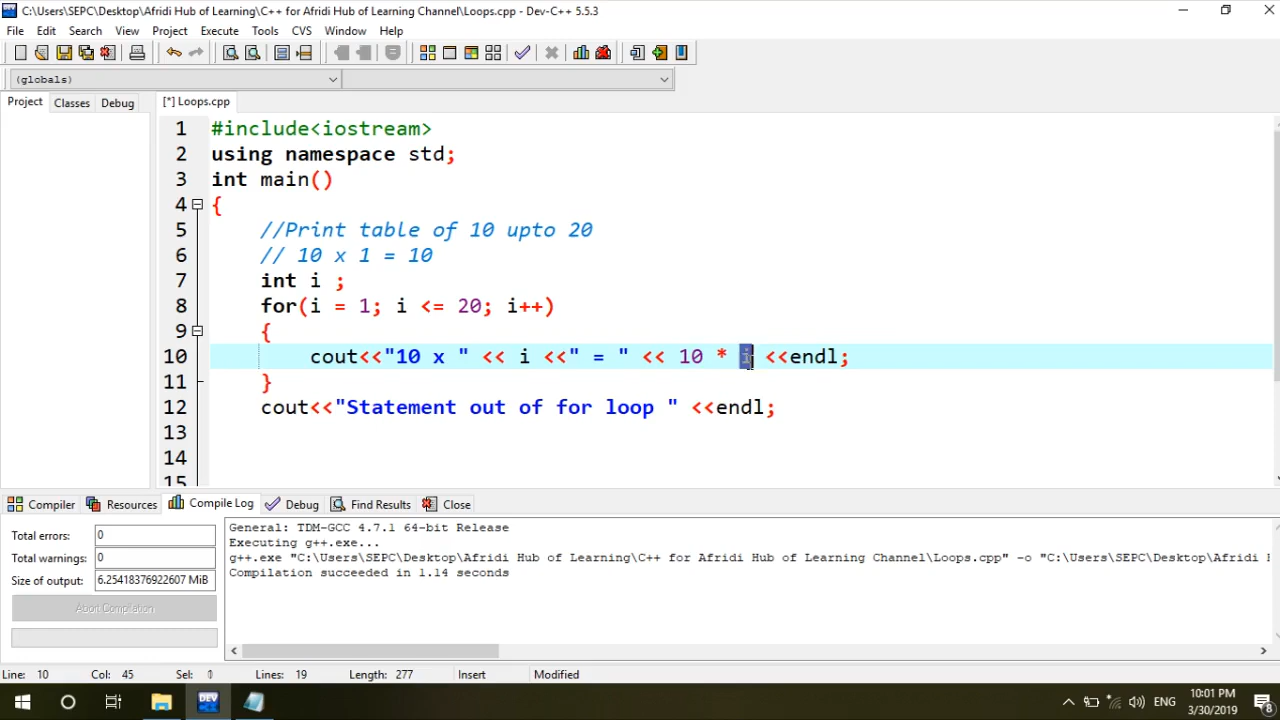 C:\Users\SEPC\Desktop\Afridi Hub of Learning\C++ for Afridi Hub of Learning Channel\Loops.cpp - Dev-C++ 5.5.3
File Edit Search View Project Execute Tools CVS Window Help
(globals)
Project Classes Debug [*] Loops.cpp
1 #include<iostream>
2 using namespace std;
3 int main()
4 {
5 //Print table of 10 upto 20
6 // 10 x 1 = 10
7 int i ;
8 for(i = 1; i <= 20; i++)
9 {
10 cout<<"10 x " << i <<" = " << 10 * i <<endl;
11 }
12 cout<<"Statement out of for loop " <<endl;
13
14
15
Compiler Resources Compile Log Debug Find Results Close
Total errors: 0
Total warnings: 0
Size of output: 6.25418376922607 MiB
Abort Compilation
General: TDM-GCC 4.7.1 64-bit Release
Executing g++.exe...
g++.exe "C:\Users\SEPC\Desktop\Afridi Hub of Learning\C++ for Afridi Hub of Learning Channel\Loops.cpp" -o "C:\Users\SEPC\Desktop\Afridi
Compilation succeeded in 1.14 seconds
Line: 10 Col: 45 Sel: 0 Lines: 19 Length: 277 Insert Modified
DEV ENG 10:01 PM
3/30/2019 8